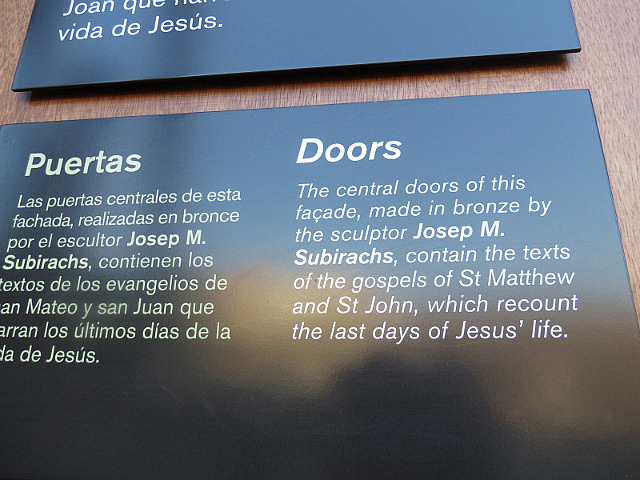 Joan que
vida de Jesús.
Puertas
Las puertas centrales de esta
fachada, realizadas en bronce
por el escultor Josep M.
Subirachs, contienen los
textos de los evangelios de
Mateo y san Juan que
los últimos días de la
de Jesús.
Doors
The central doors of this
façade, made in bronze by
the sculptor Josep M.
Subirachs, contain the texts
of the gospels of St Matthew
and St John, which recount
the last days of Jesus' life.